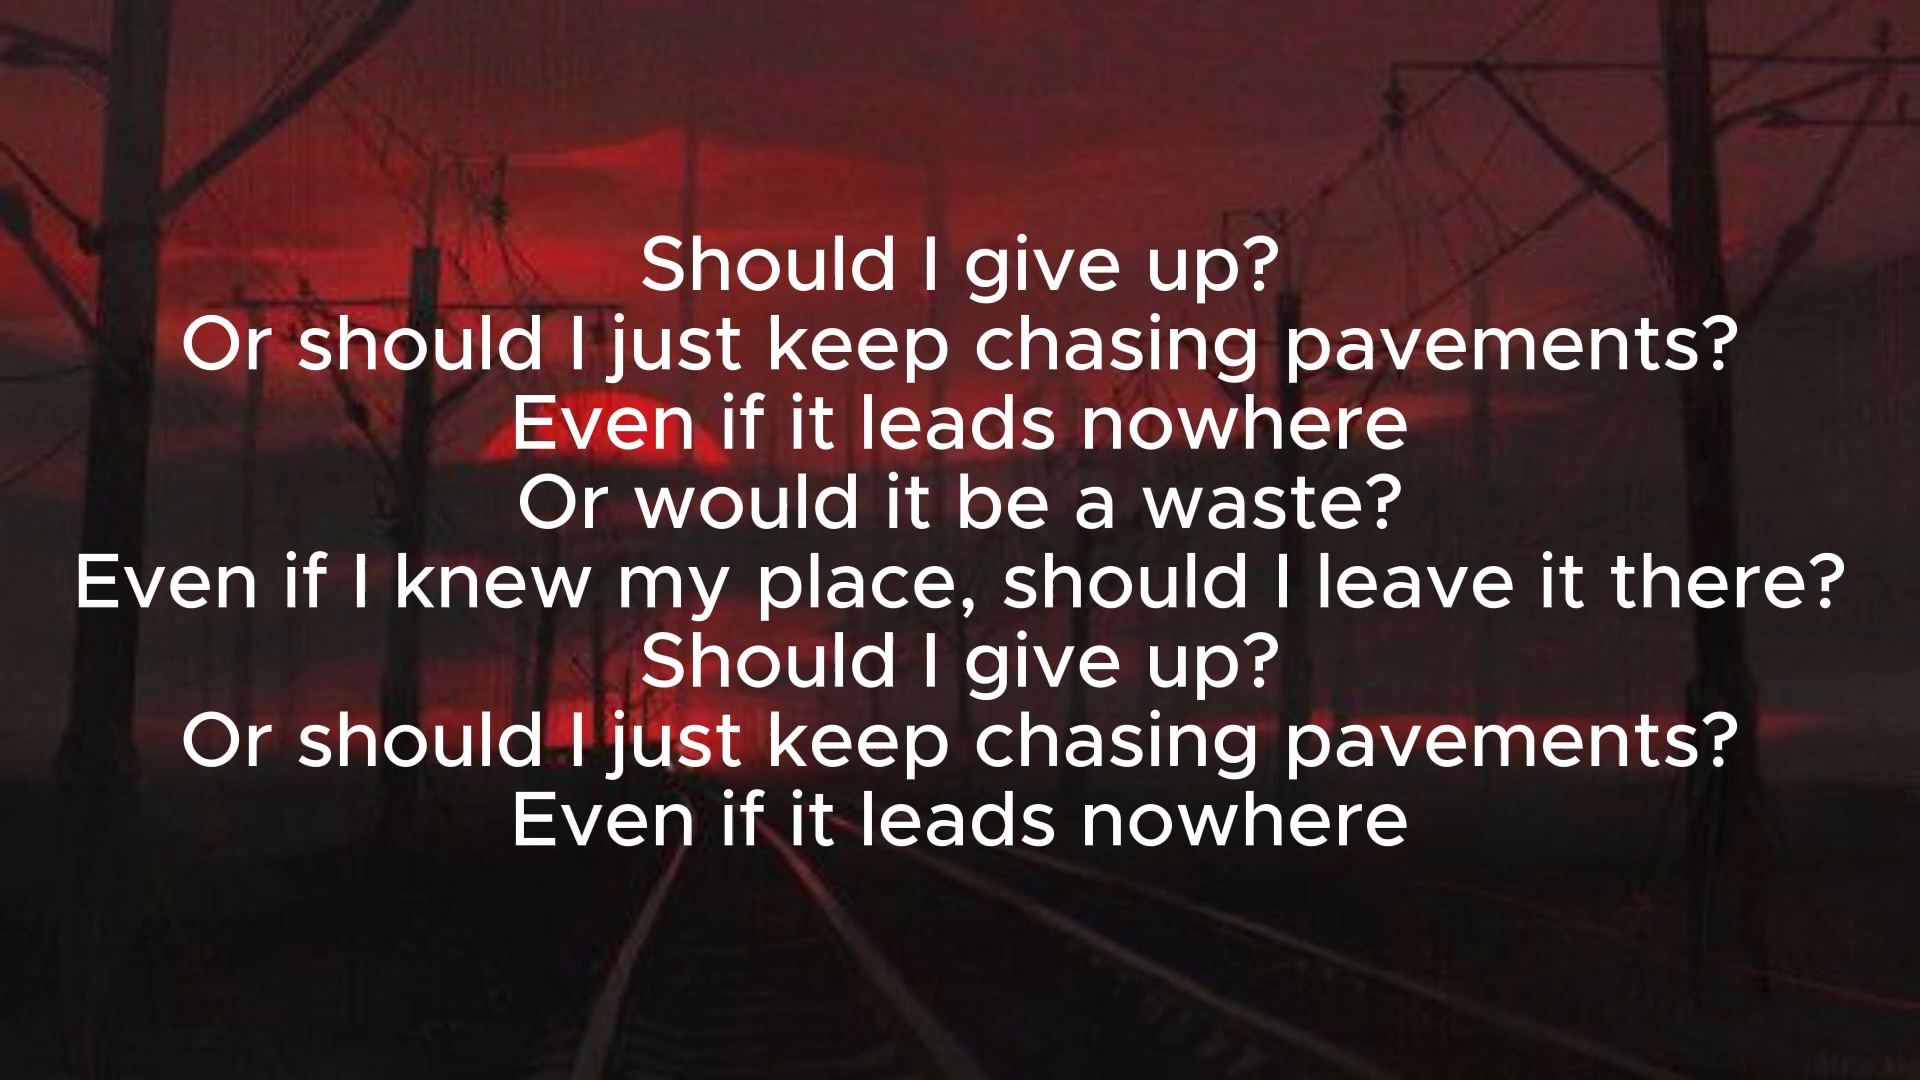 Should I give up?
Or should I just keep chasing pavements?
Even if it leads nowhere
Or would it be a waste?
Even if I knew my place, should I leave it there?
Should I give up?
Or should I just keep chasing pavements?
Even if it leads nowhere